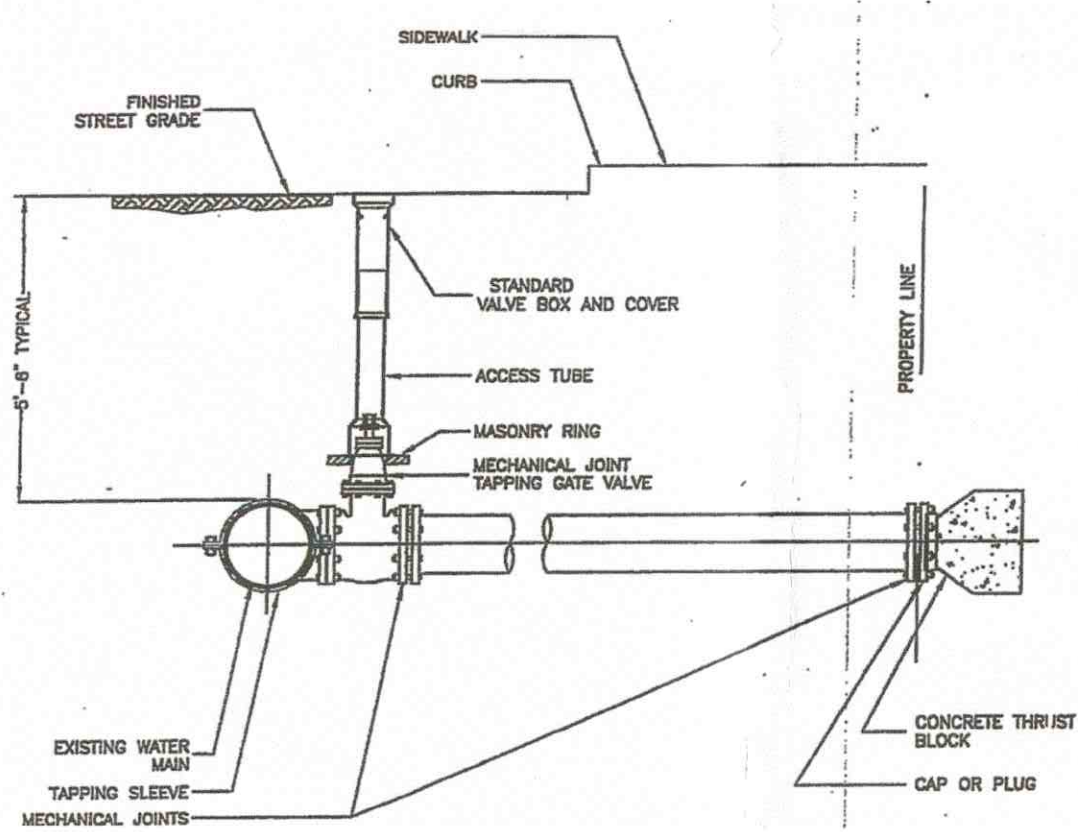 SIDEWALK
CURB
FINISHED
STREET GRADE
STANDARD
VALVE BOX AND COVER
5'-6" TYPICAL
PROPERTY LINE
ACCESS TUBE
MASONRY RING
MECHANICAL JOINT
TAPPING GATE VALVE
EXISTING WATER
MAIN
TAPPING SLEEVE
MECHANICAL JOINTS
CONCRETE THRUST
BLOCK
CAP OR PLUG